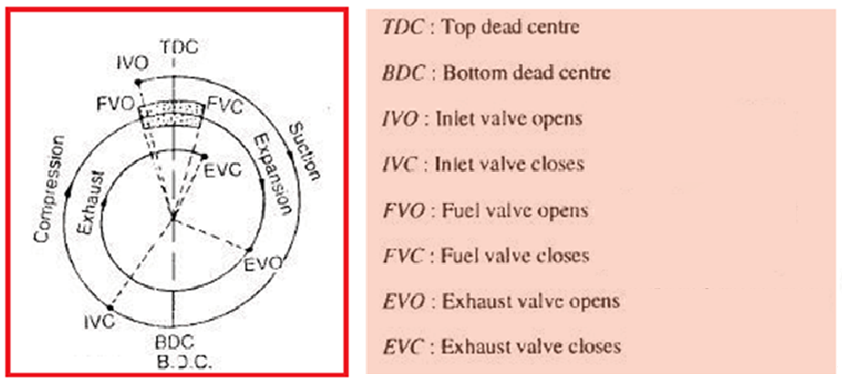 TDC
IVO
FVO
FVC
EVC
Suction
Expansion
Compression
Exhaust
EVO
IVC
BDC
B.D.C.
TDC : Top dead centre
BDC : Bottom dead centre
IVO : Inlet valve opens
IVC : Inlet valve closes
FVO : Fuel valve opens
FVC : Fuel valve closes
EVO : Exhaust valve opens
EVC : Exhaust valve closes